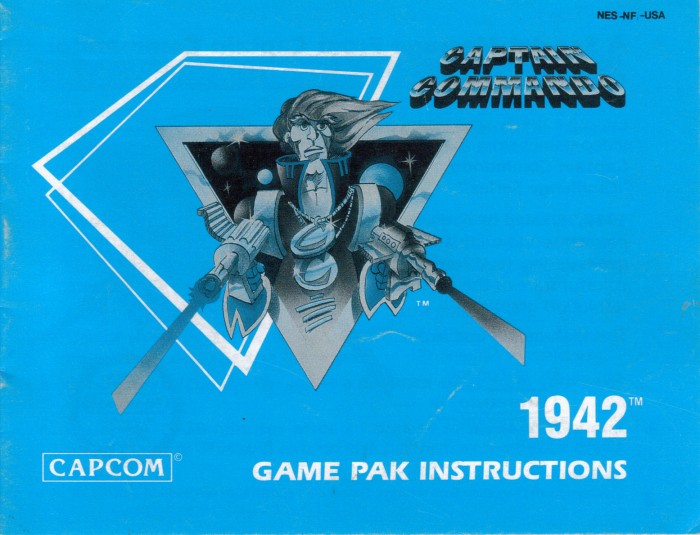 NES-NF-USA
CAPTAIN
COMMANDO
TM
1942™
CAPCOM©
GAME PAK INSTRUCTIONS